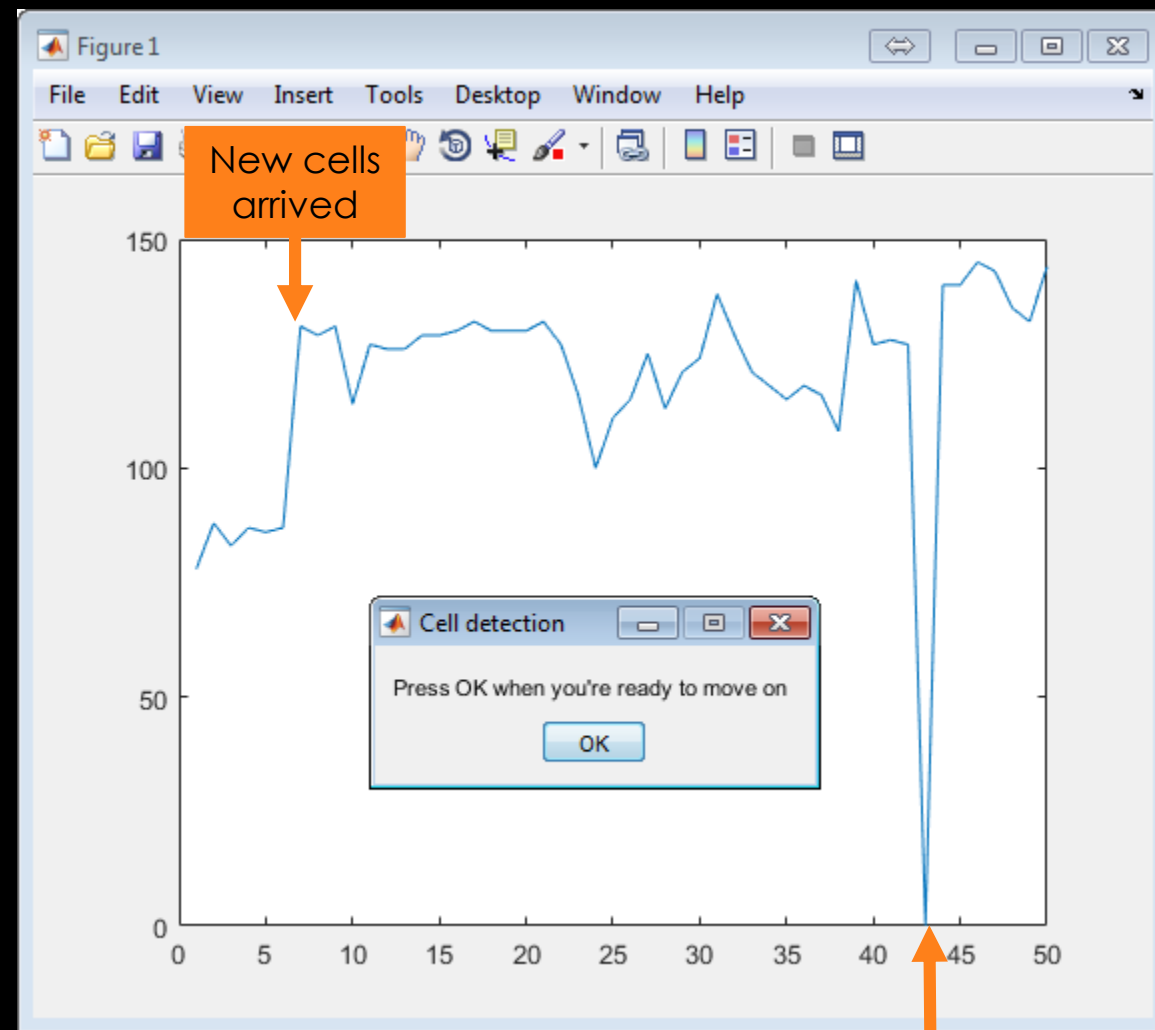 Figure 1
File Edit View Insert Tools Desktop Window Help
New cells
arrived
150
100
50
0
Cell detection
Press OK when you're ready to move on
OK
0 5 10 15 20 25 30 35 40 45 50